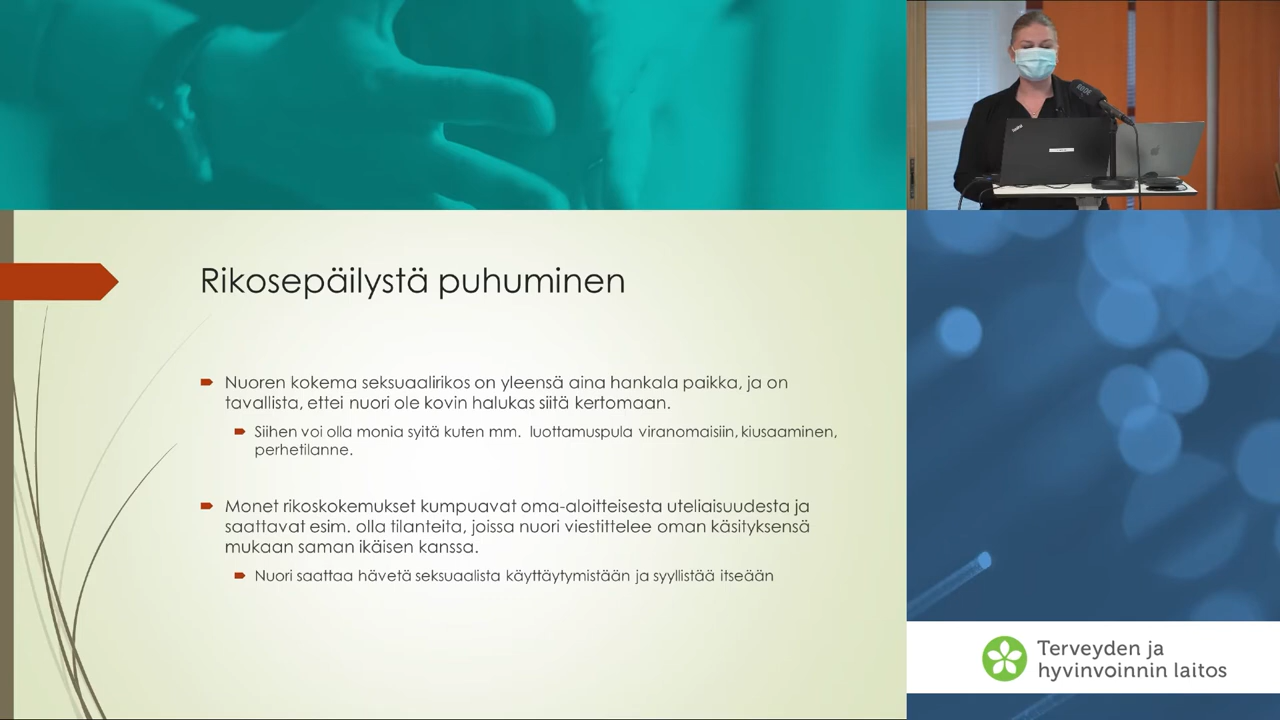 Rikosepäilystä puhuminen
Nuoren kokema seksuaalirikos on yleensä aina hankala paikka, ja on
tavallista, ettei nuori ole kovin halukas siitä kertomaan.
Siihen voi olla monia syitä kuten mm. luottamuspula viranomaisiin, kiusaaminen,
perhetilanne.
Monet rikoskokemukset kumpuavat oma-aloitteisesta uteliaisuudesta ja
saattavat esim. olla tilanteita, joissa nuori viestittelee oman käsityksensä
mukaan saman ikäisen kanssa.
Nuori saattaa hävetä seksuaalista käyttäytymistään ja syyllistää itseään
Terveyden ja
hyvinvoinnin laitos